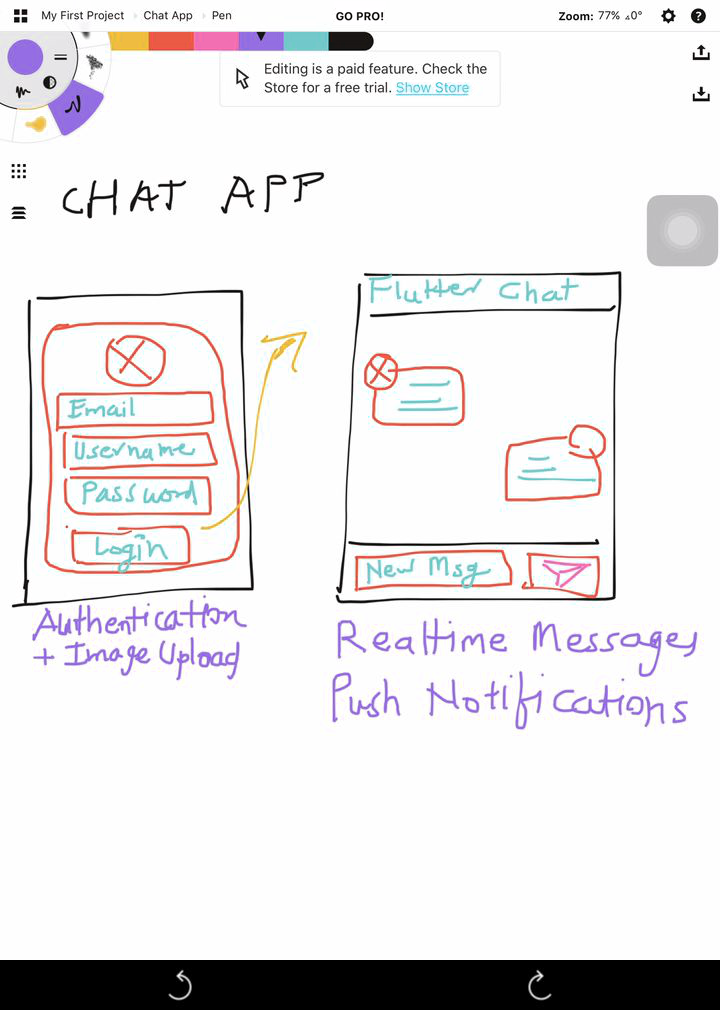 My First Project Chat App Pen GO PRO! Zoom: 77% ⊿0°
Editing is a paid feature. Check the
Store for a free trial. Show Store
CHAT APP
Email
Username
Password
Login
Authentication
+ Image Upload
Flutter Chat
New Msg
Realtime Messages
Push Notifications